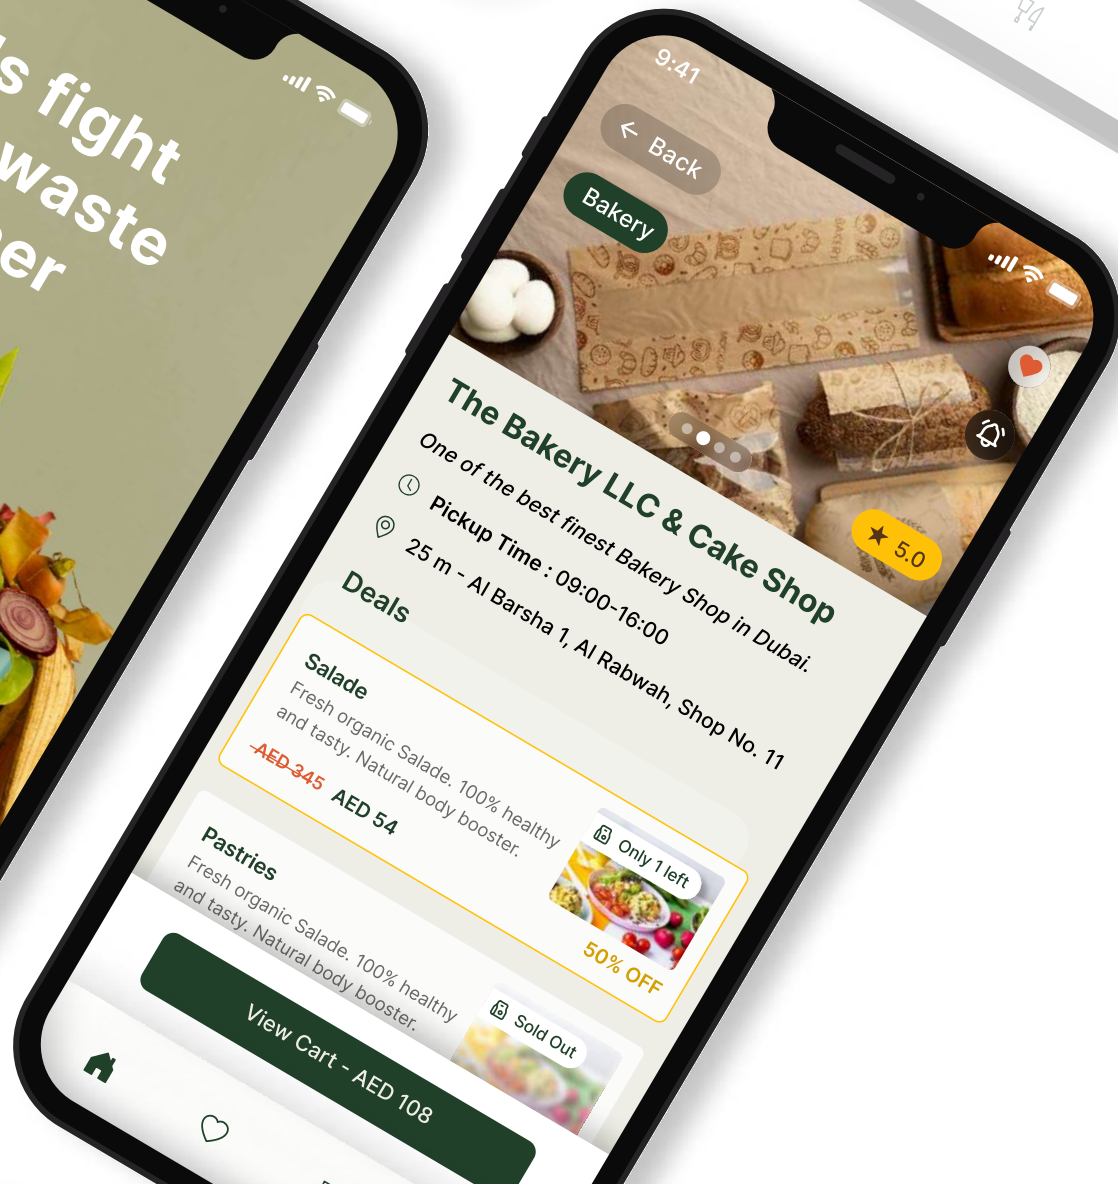 s fight
waste
er
9:41
← Back
Bakery
★ 5.0
The Bakery LLC & Cake Shop
One of the best finest Bakery Shop in Dubai.
Pickup Time : 09:00-16:00
25 m - Al Barsha 1, Al Rabwah, Shop No. 11
Deals
Salade
Fresh organic Salade. 100% healthy
and tasty. Natural body booster.
AED 345 AED 54
Only 1 left
50% OFF
Pastries
Fresh organic Salade. 100% healthy
and tasty. Natural body booster.
Sold Out
View Cart - AED 108